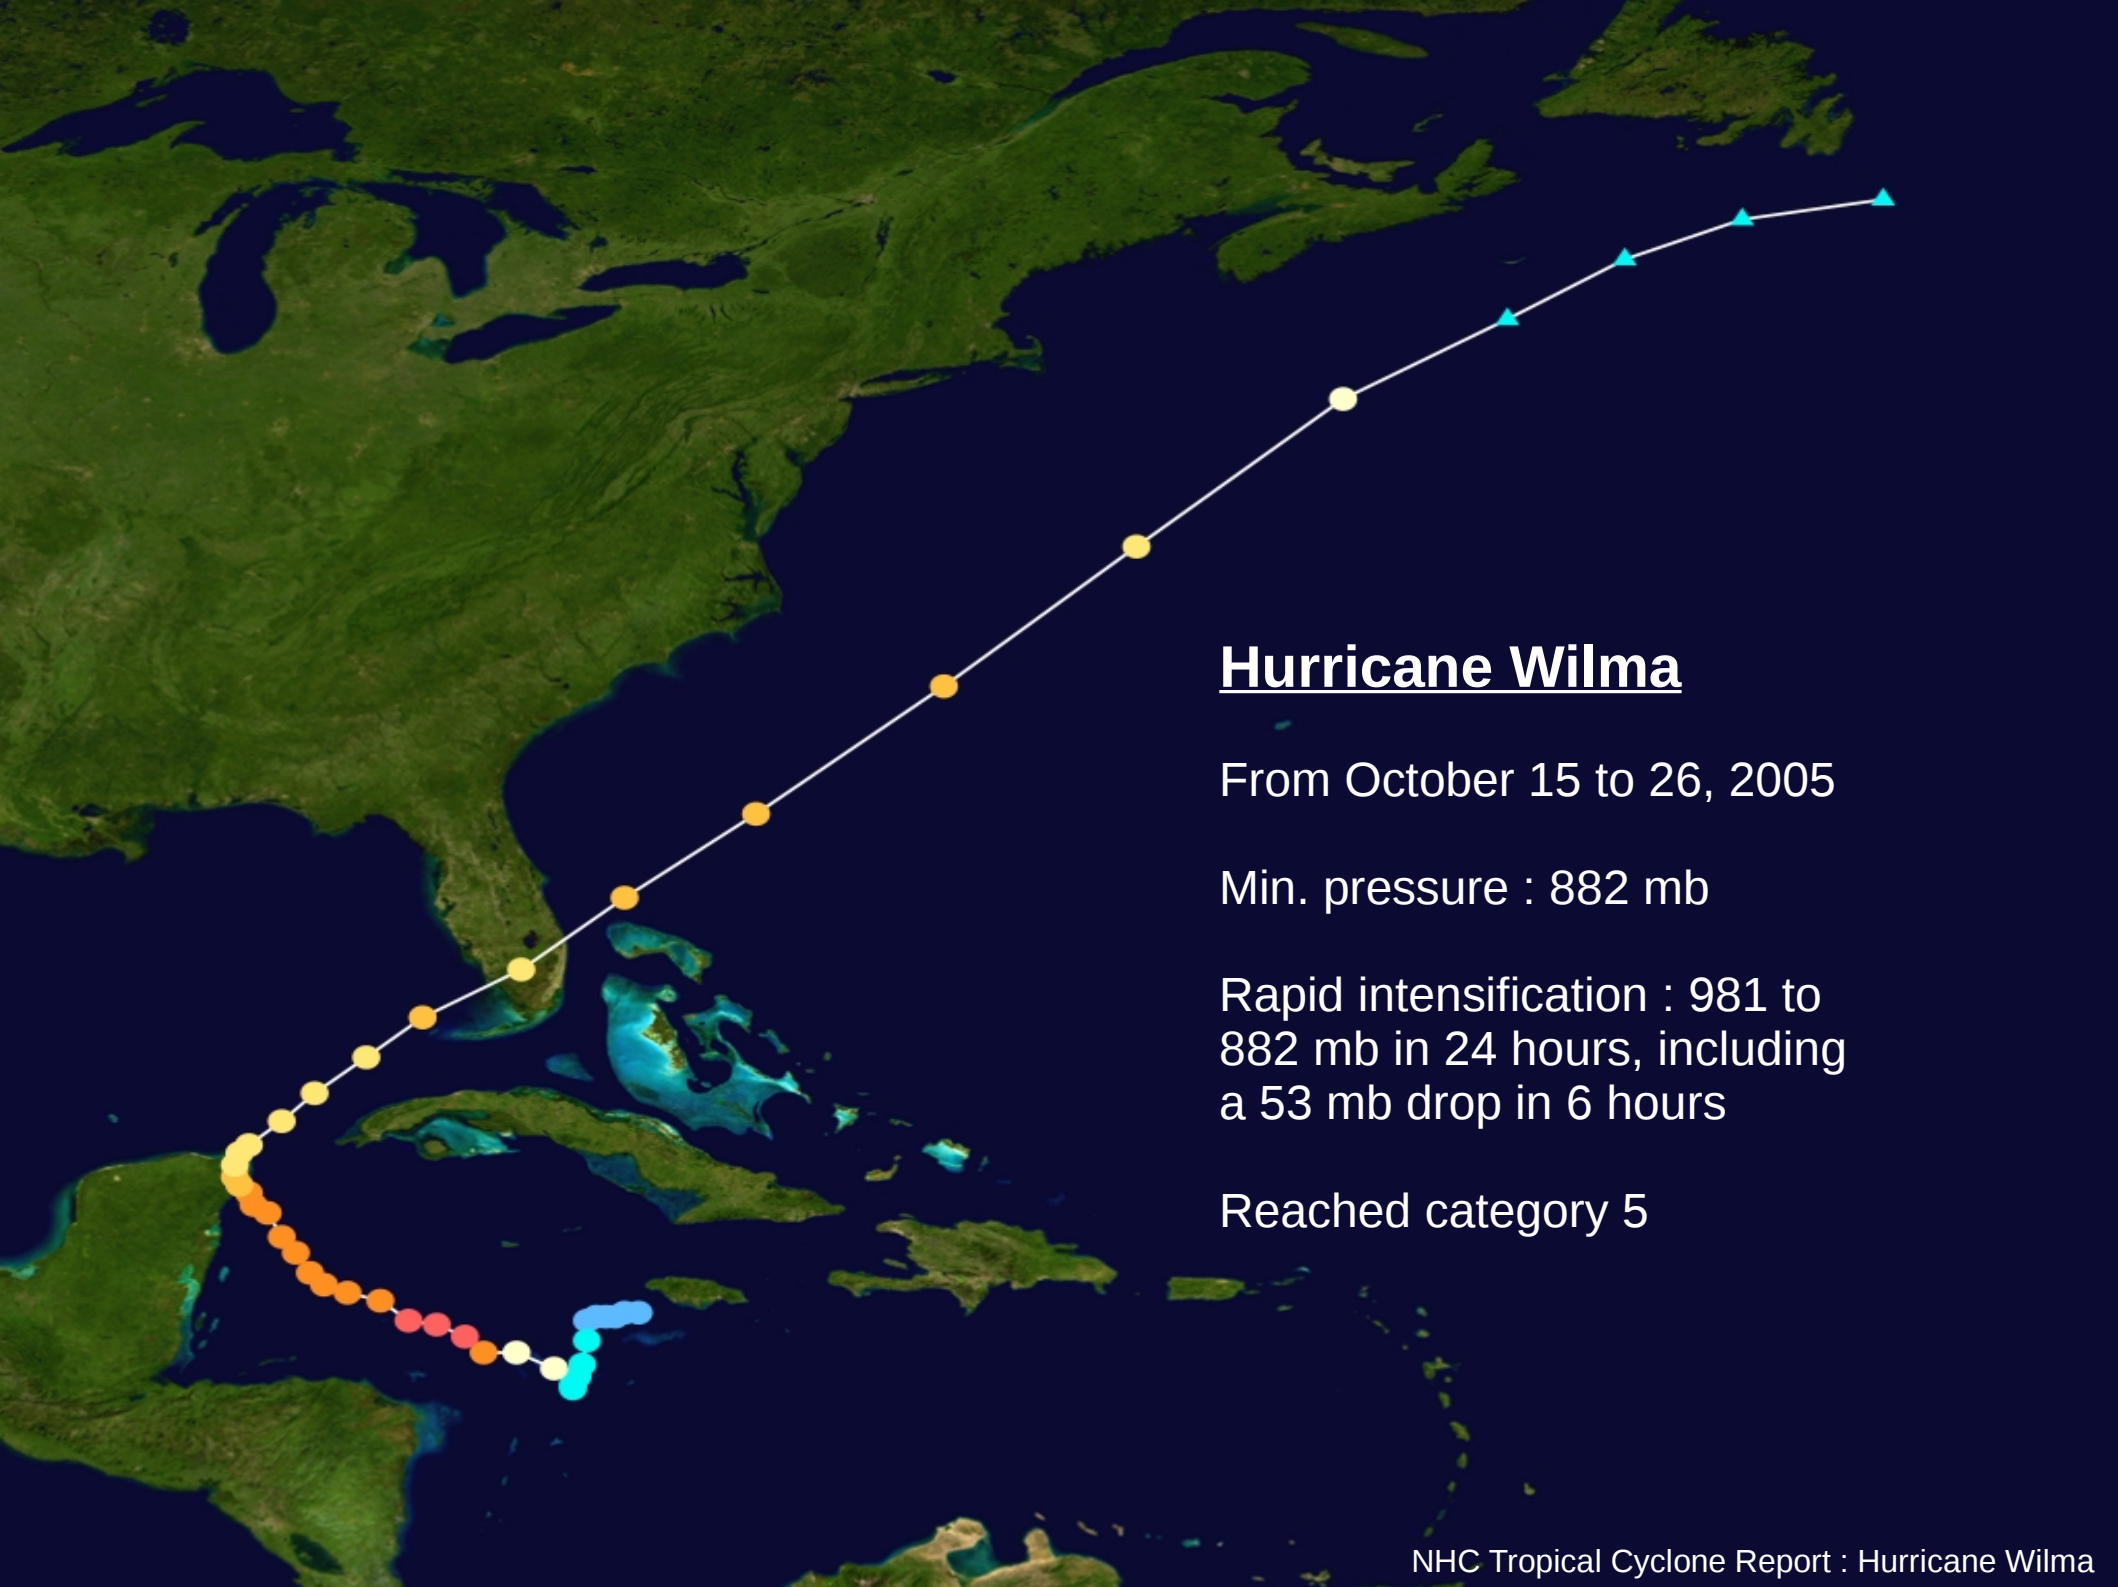 Hurricane Wilma
From October 15 to 26, 2005
Min. pressure : 882 mb
Rapid intensification : 981 to
882 mb in 24 hours, including
a 53 mb drop in 6 hours
Reached category 5
NHC Tropical Cyclone Report : Hurricane Wilma